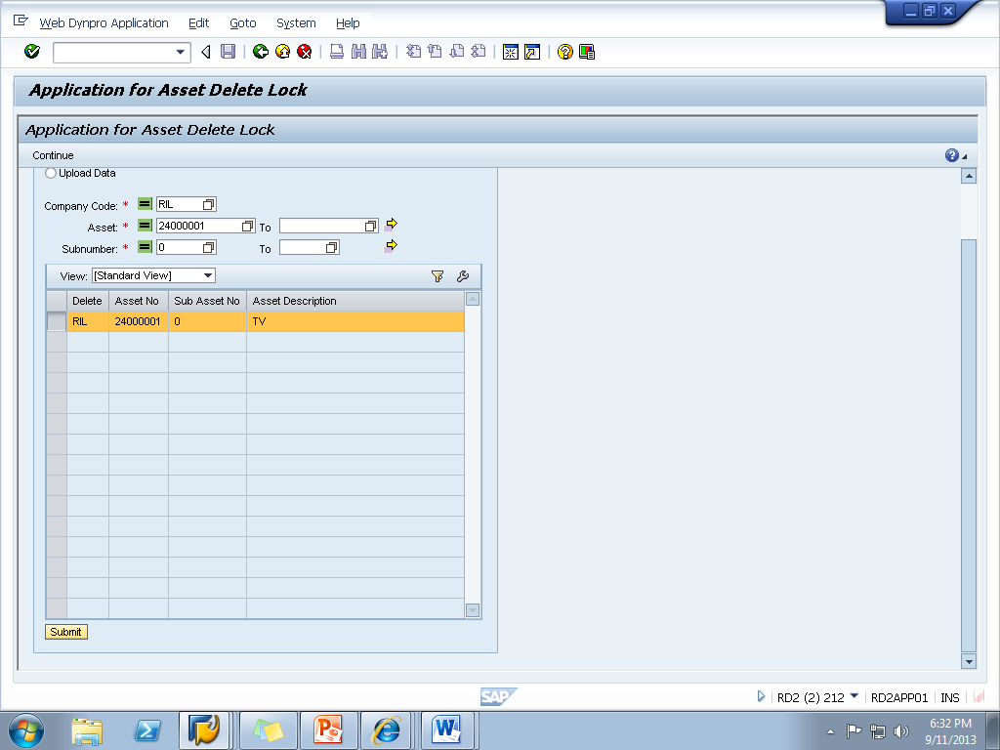 Web Dynpro Application Edit Goto System Help
Application for Asset Delete Lock
Application for Asset Delete Lock
Continue
Upload Data
Company Code: * RIL
Asset: * 24000001 To
Subnumber: * 0 To
View: [Standard View]
Delete Asset No Sub Asset No Asset Description
RIL 24000001 0 TV
Submit
SAP RD2 (2) 212 RD2APP01 INS
6:32 PM
9/11/2013